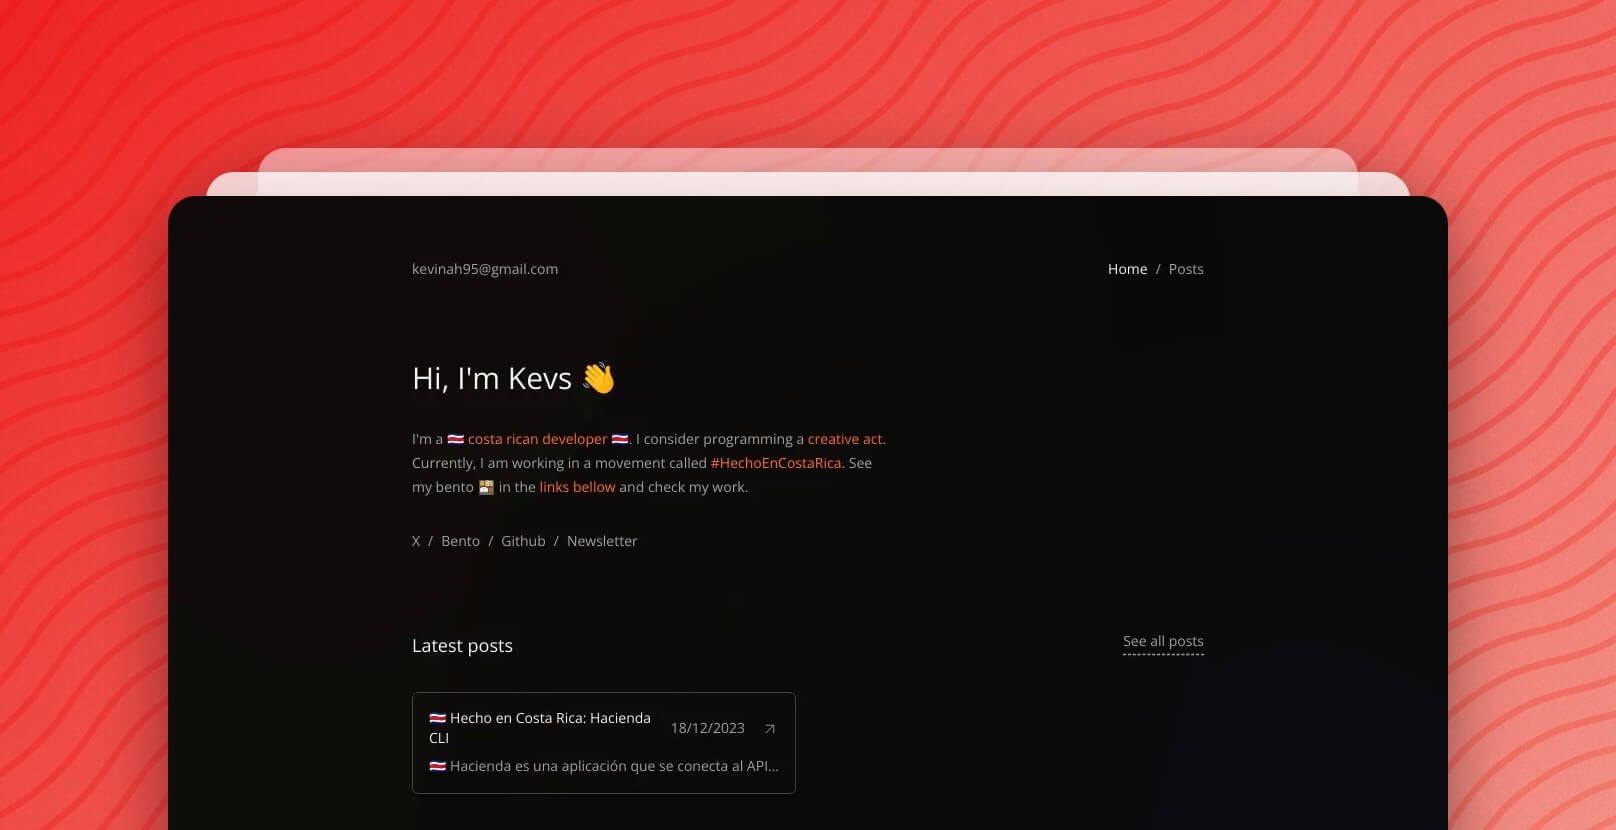 kevinah95@gmail.com
Home / Posts
Hi, I'm Kevs 👋
I'm a 🇨🇷 costa rican developer 🇨🇷. I consider programming a creative act.
Currently, I am working in a movement called #HechoEnCostaRica. See
my bento 🍱 in the links bellow and check my work.
X / Bento / Github / Newsletter
Latest posts
See all posts
🇨🇷 Hecho en Costa Rica: Hacienda
CLI
18/12/2023
🇨🇷 Hacienda es una aplicación que se conecta al API...